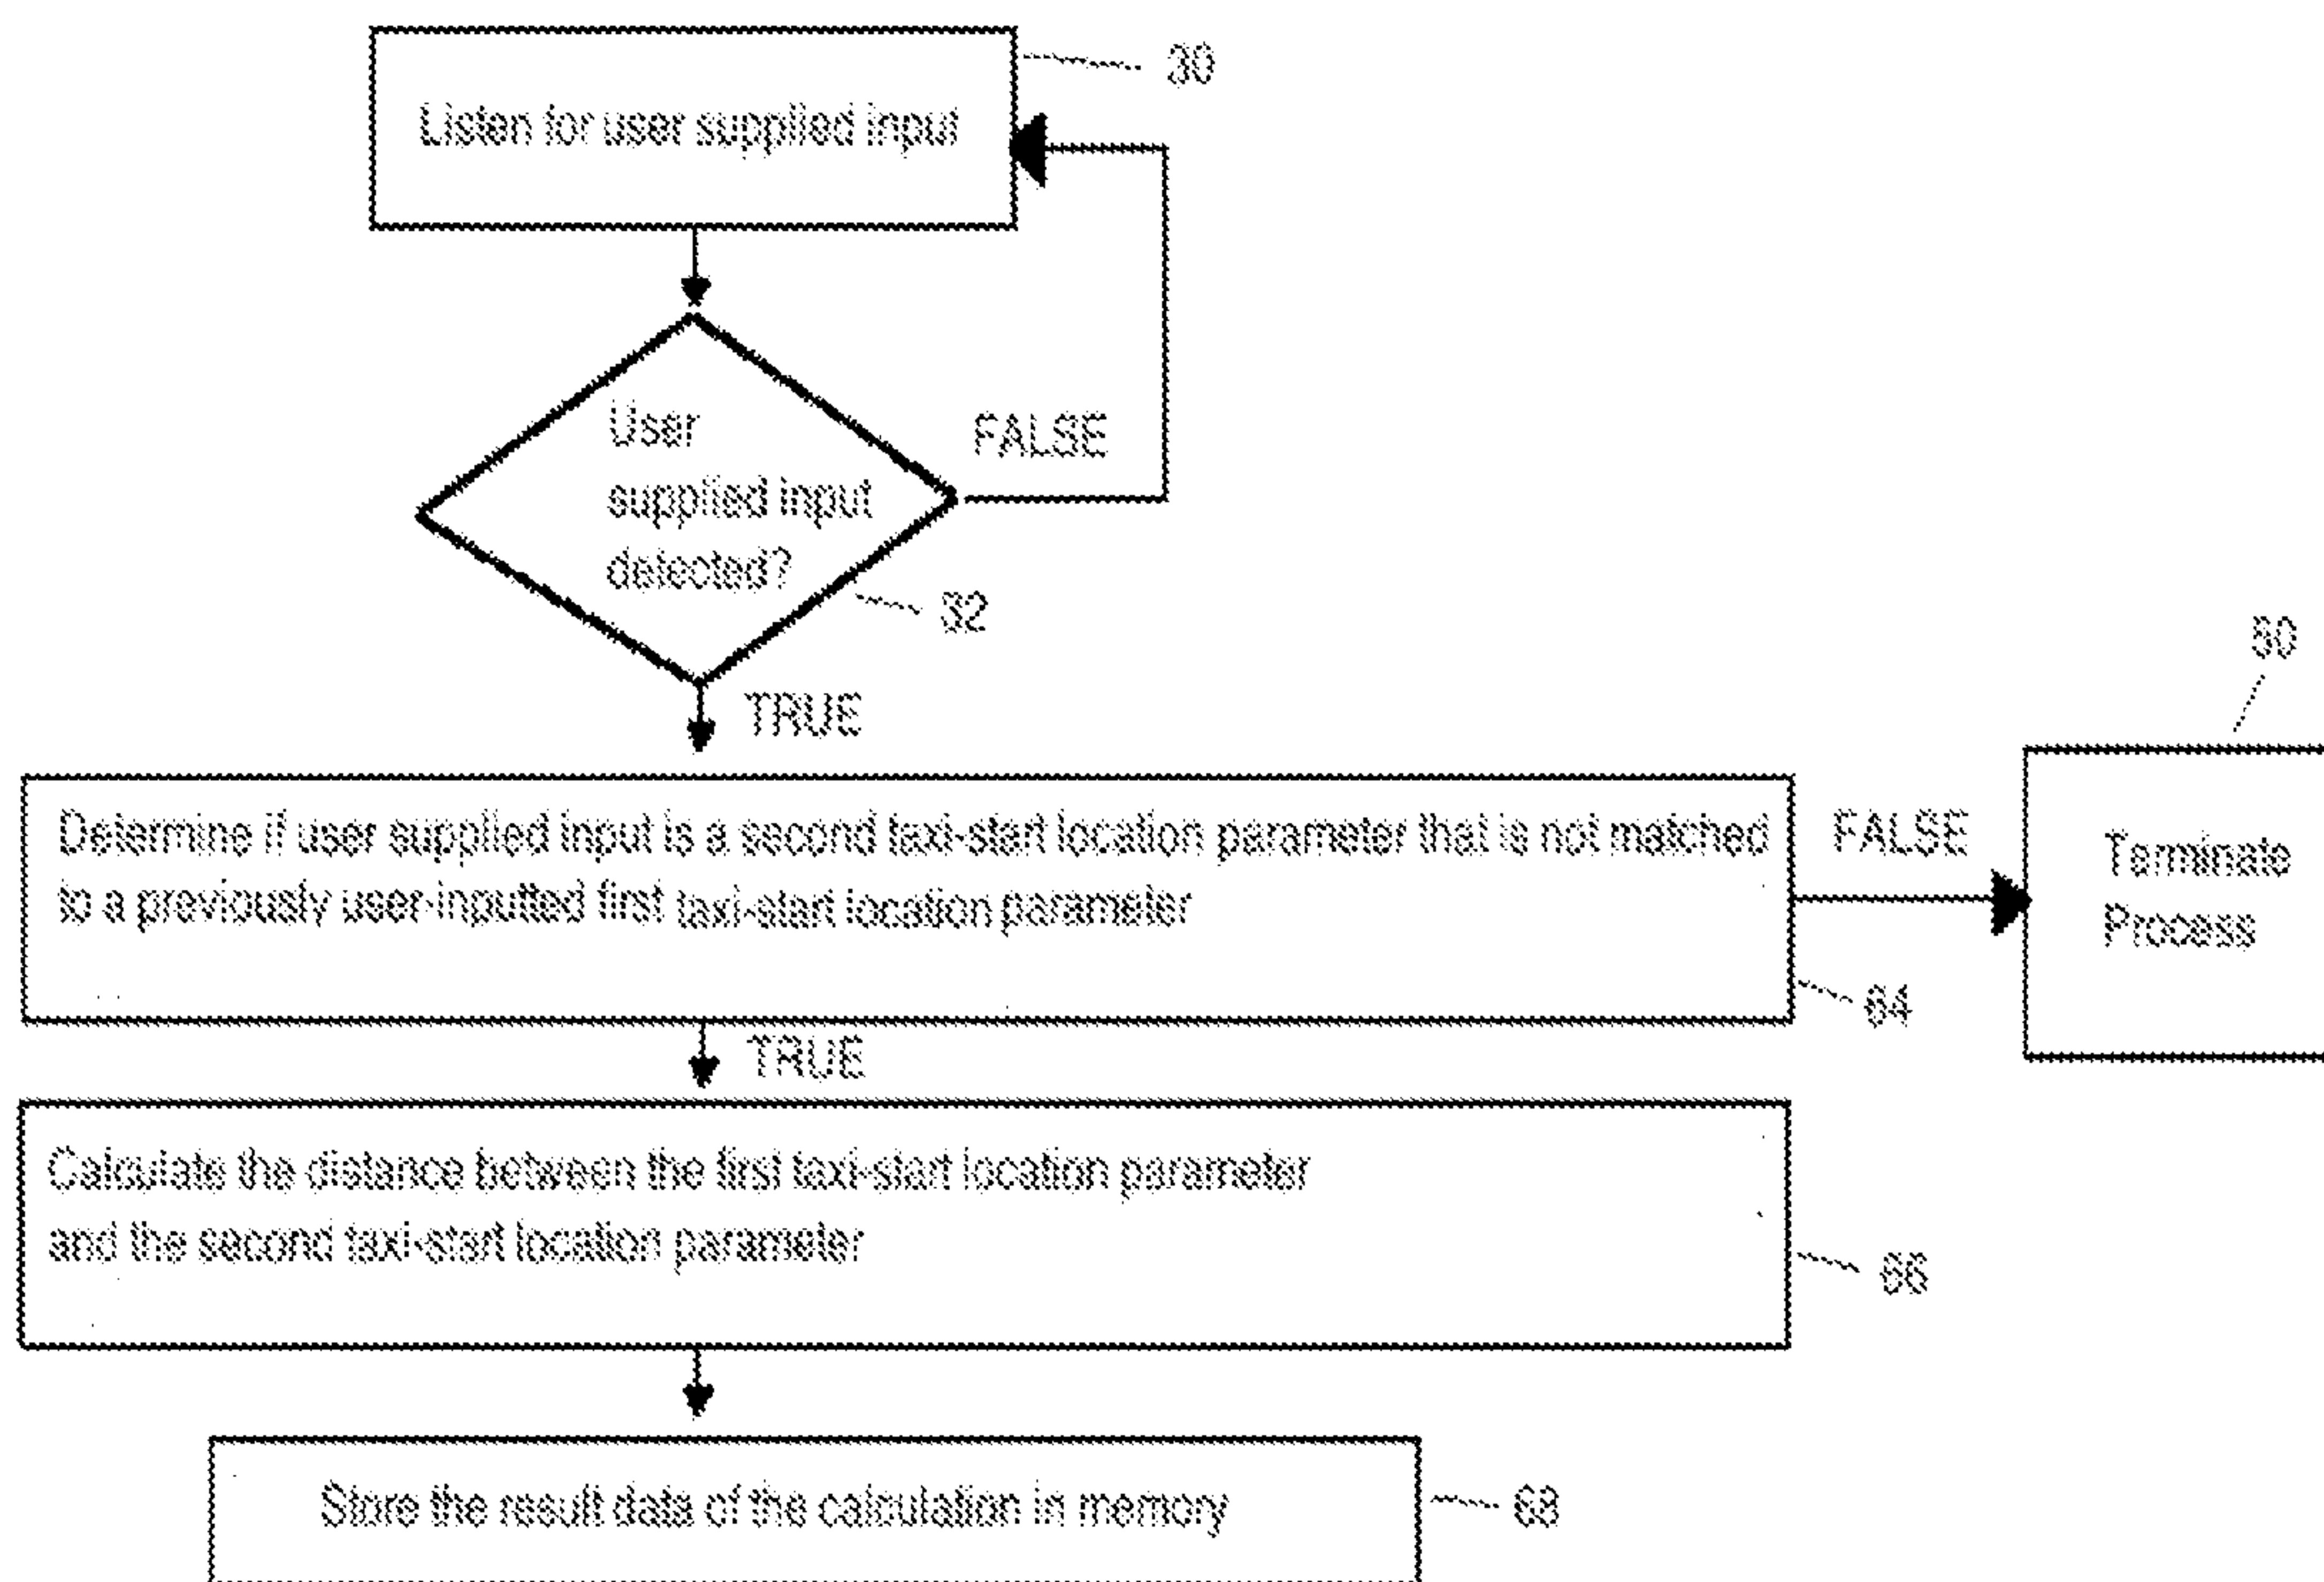 30
Listen for user supplied input
User
supplied input
detected?
FALSE
32
TRUE
Determine if user supplied input is a second taxi-start location parameter that is not matched
to a previously user-inputted first taxi-start location parameter
FALSE
Terminate
Process
64
TRUE
Calculate the distance between the first taxi-start location parameter
and the second taxi-start location parameter
66
Store the result data of the calculation in memory
68